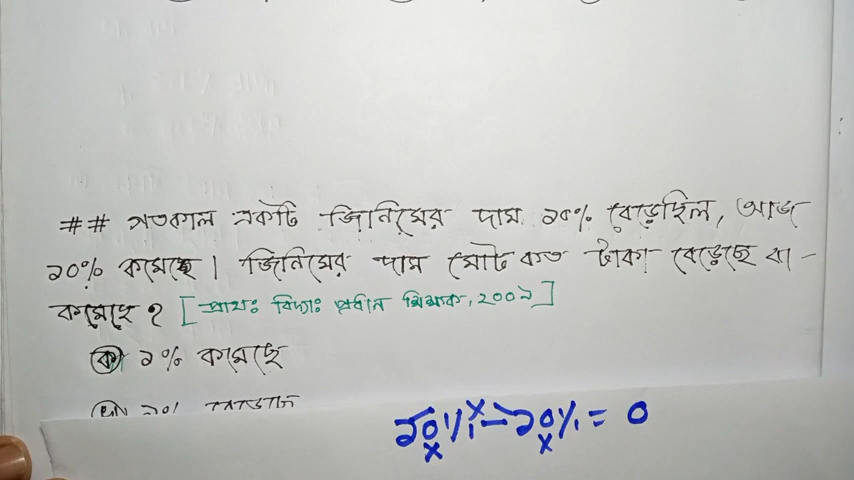 ## গতকাল একটি জিনিষের দাম ১০% বেড়েছিল, আজ
১০% কমেছে। জিনিষের দাম মোট কত টাকা বেড়েছে বা -
কমেছে ? [প্রাথঃ বিদ্যাঃ প্রধান শিক্ষক, ২০০৯]
(ক) ১% কমেছে
১০% - ১০% = ০